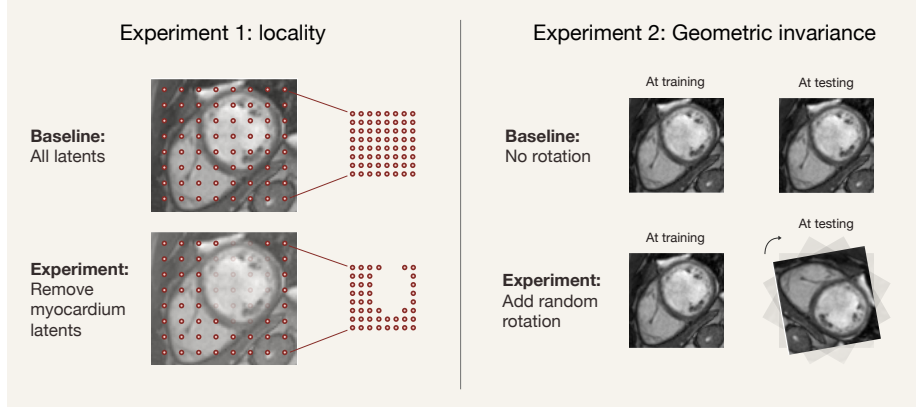 Experiment 1: locality
Baseline:
All latents
Experiment:
Remove
myocardium
latents
Experiment 2: Geometric invariance
At training
At testing
Baseline:
No rotation
At training
At testing
Experiment:
Add random
rotation